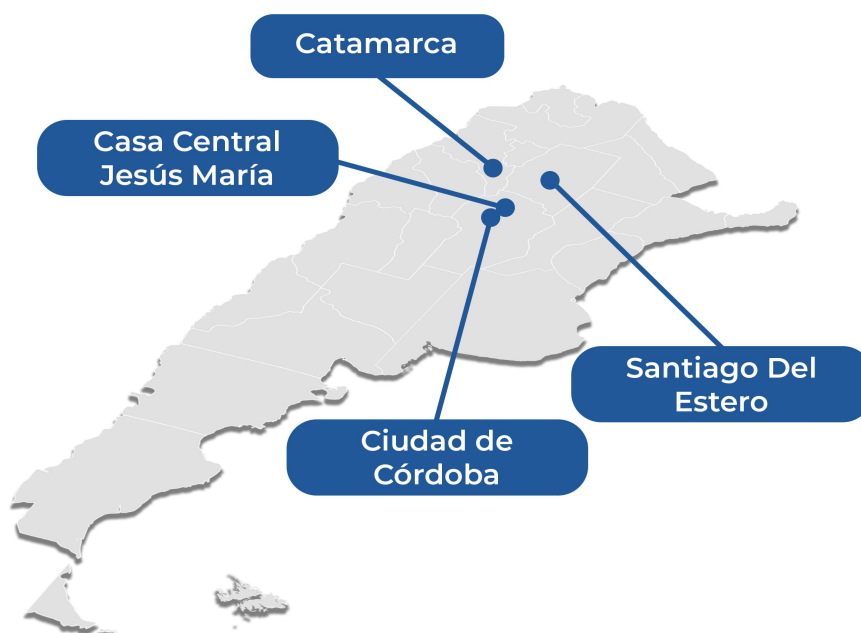 Catamarca
Casa Central
Jesús María
Santiago Del
Estero
Ciudad de
Córdoba